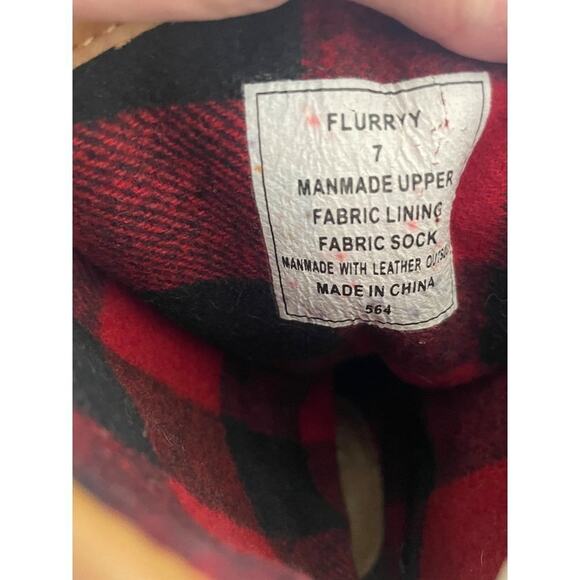 FLURRYY
7
MANMADE UPPER
FABRIC LINING
FABRIC SOCK
MANMADE WITH LEATHER
MADE IN CHINA
564